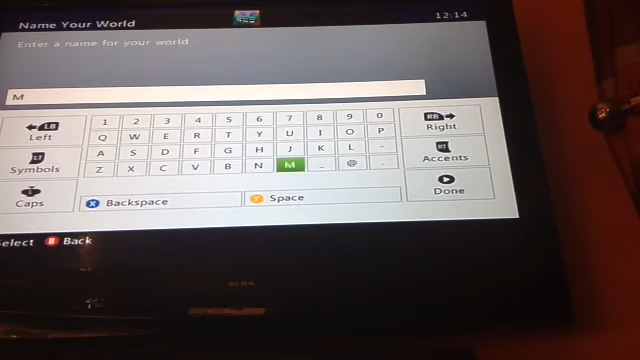 Name Your World
12:14
Enter a name for your world
M
LB
Left
1 2 3 4 5 6 7 8 9 0
RB
Right
Q W E R T Y U I O P
LT
Symbols
A S D F G H J K L -
RT
Accents
Z X C V B N M _ @ .
L
Caps
X Backspace
Y Space
Done
elect B Back
ALBA